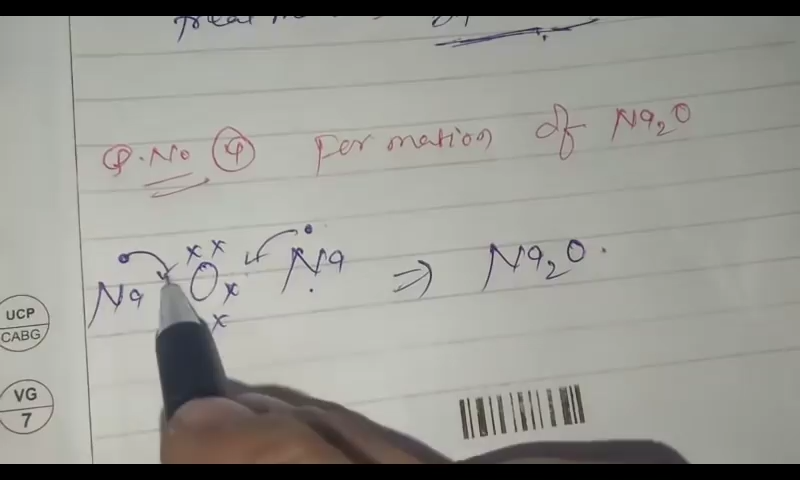 Q.No 4 Formation of Na2O
Na O Na ⇒ Na2O.
UCP
CABG
VG
7